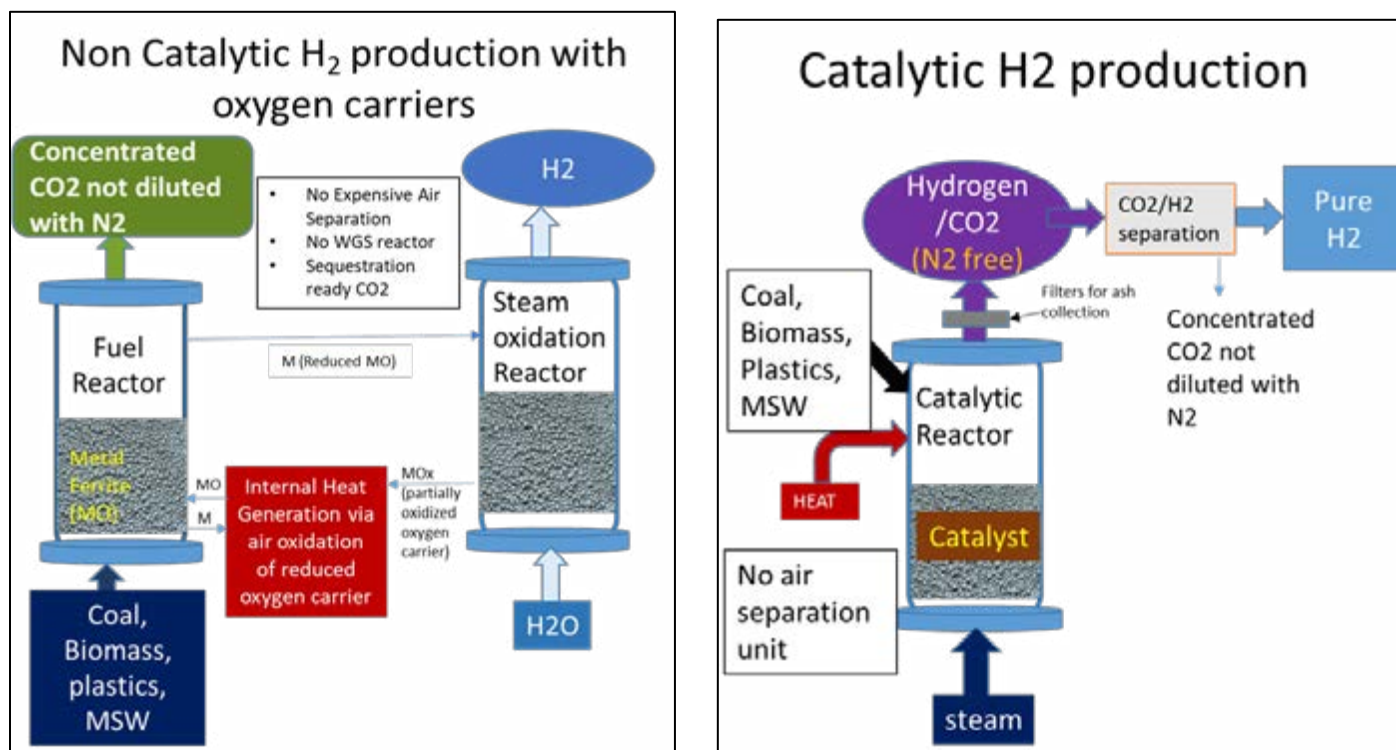 Non Catalytic H₂ production with
oxygen carriers
Concentrated
CO2 not diluted
with N2
• No Expensive Air
Separation
• No WGS reactor
• Sequestration
ready CO2
H2
Fuel
Reactor
M (Reduced MO)
Steam
oxidation
Reactor
Metal
Ferrite
(MO)
MO
M
Internal Heat
Generation via
air oxidation
of reduced
oxygen carrier
MOx
(partially
oxidized
oxygen
carrier)
Coal,
Biomass,
plastics,
MSW
H2O
Catalytic H2 production
Hydrogen
/CO2
(N2 free)
CO2/H2
separation
Pure
H2
Filters for ash
collection
Concentrated
CO2 not
diluted with
N2
Coal,
Biomass,
Plastics,
MSW
HEAT
Catalytic
Reactor
Catalyst
No air
separation
unit
steam